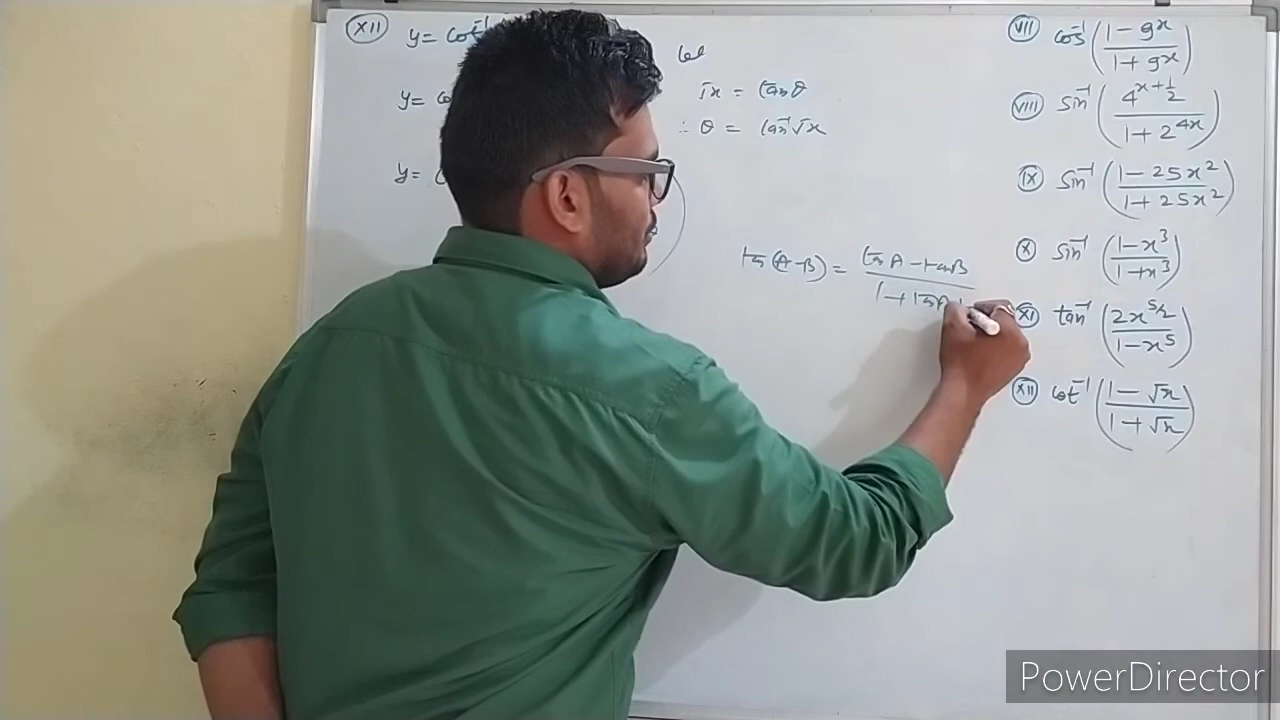 XII y = cot⁻¹
let
y =
√x = tanθ
∴ θ = tan⁻¹√x
y =
tan(A-B) = (tanA - tanB)/(1 + tanA
VII cos⁻¹((1 - 9ˣ)/(1 + 9ˣ))
VIII sin⁻¹(4^(x+1/2)/(1 + 2^(4x)))
IX sin⁻¹((1 - 25x²)/(1 + 25x²))
X sin⁻¹((1 - x³)/(1 + x³))
XI tan⁻¹(2x^(5/2)/(1 - x⁵))
XII cot⁻¹((1 - √x)/(1 + √x))
PowerDirector